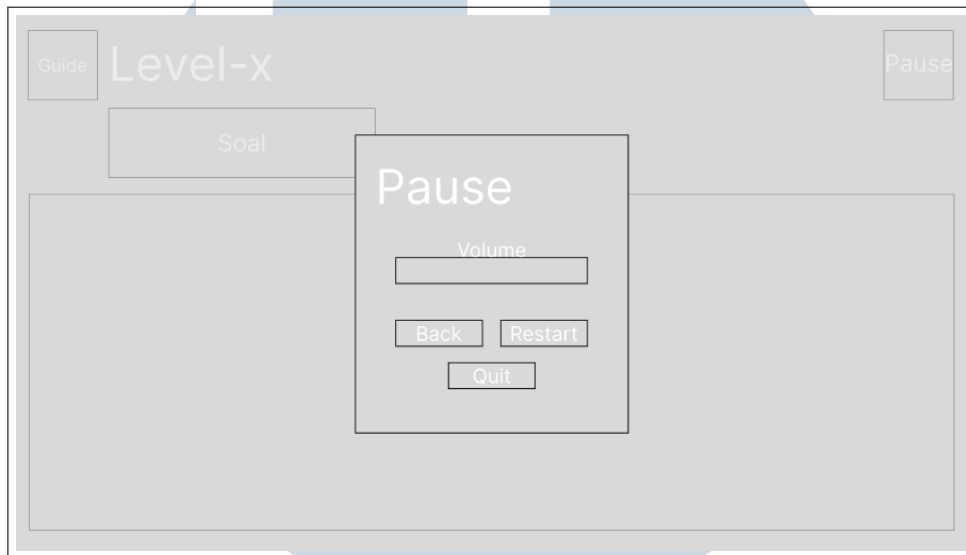 Guide
Level-x
Pause
Soal
Pause
Volume
Back
Restart
Quit